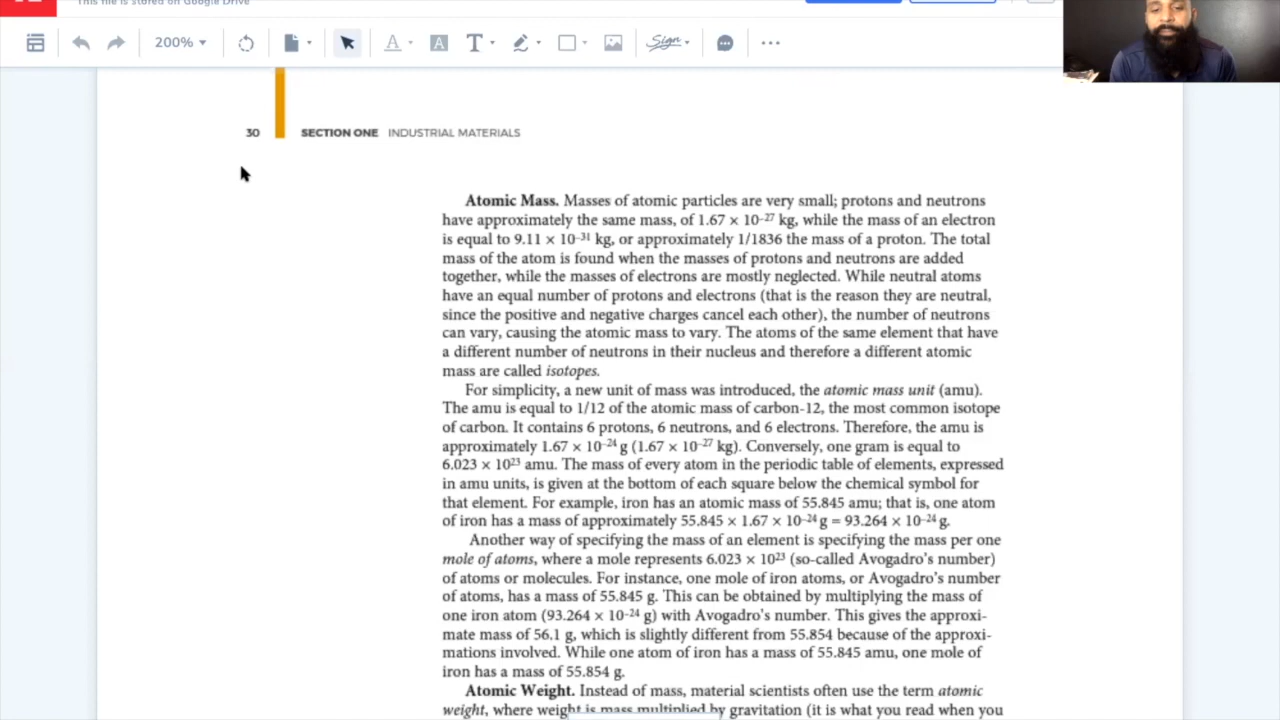 This file is stored on Google Drive
200%
T
A
A
Sign
30 SECTION ONE INDUSTRIAL MATERIALS
Atomic Mass. Masses of atomic particles are very small; protons and neutrons
have approximately the same mass, of 1.67 × 10⁻²⁷ kg, while the mass of an electron
is equal to 9.11 × 10⁻³¹ kg, or approximately 1/1836 the mass of a proton. The total
mass of the atom is found when the masses of protons and neutrons are added
together, while the masses of electrons are mostly neglected. While neutral atoms
have an equal number of protons and electrons (that is the reason they are neutral,
since the positive and negative charges cancel each other), the number of neutrons
can vary, causing the atomic mass to vary. The atoms of the same element that have
a different number of neutrons in their nucleus and therefore a different atomic
mass are called isotopes.
For simplicity, a new unit of mass was introduced, the atomic mass unit (amu).
The amu is equal to 1/12 of the atomic mass of carbon-12, the most common isotope
of carbon. It contains 6 protons, 6 neutrons, and 6 electrons. Therefore, the amu is
approximately 1.67 × 10⁻²⁴ g (1.67 × 10⁻²⁷ kg). Conversely, one gram is equal to
6.023 × 10²³ amu. The mass of every atom in the periodic table of elements, expressed
in amu units, is given at the bottom of each square below the chemical symbol for
that element. For example, iron has an atomic mass of 55.845 amu; that is, one atom
of iron has a mass of approximately 55.845 × 1.67 × 10⁻²⁴ g = 93.264 × 10⁻²⁴ g.
Another way of specifying the mass of an element is specifying the mass per one
mole of atoms, where a mole represents 6.023 × 10²³ (so-called Avogadro's number)
of atoms or molecules. For instance, one mole of iron atoms, or Avogadro's number
of atoms, has a mass of 55.845 g. This can be obtained by multiplying the mass of
one iron atom (93.264 × 10⁻²⁴ g) with Avogadro's number. This gives the approxi-
mate mass of 56.1 g, which is slightly different from 55.854 because of the approxi-
mations involved. While one atom of iron has a mass of 55.845 amu, one mole of
iron has a mass of 55.854 g.
Atomic Weight. Instead of mass, material scientists often use the term atomic
weight, where weight is mass multiplied by gravitation (it is what you read when you